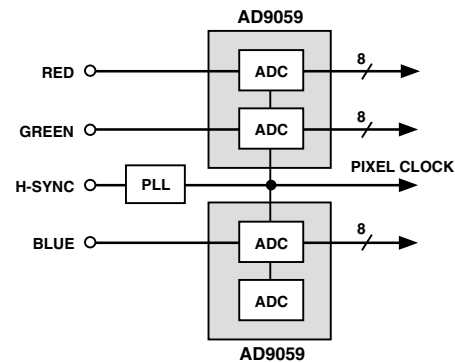 AD9059
RED
ADC
8
GREEN
ADC
8
PIXEL CLOCK
H-SYNC
PLL
BLUE
ADC
8
ADC
AD9059